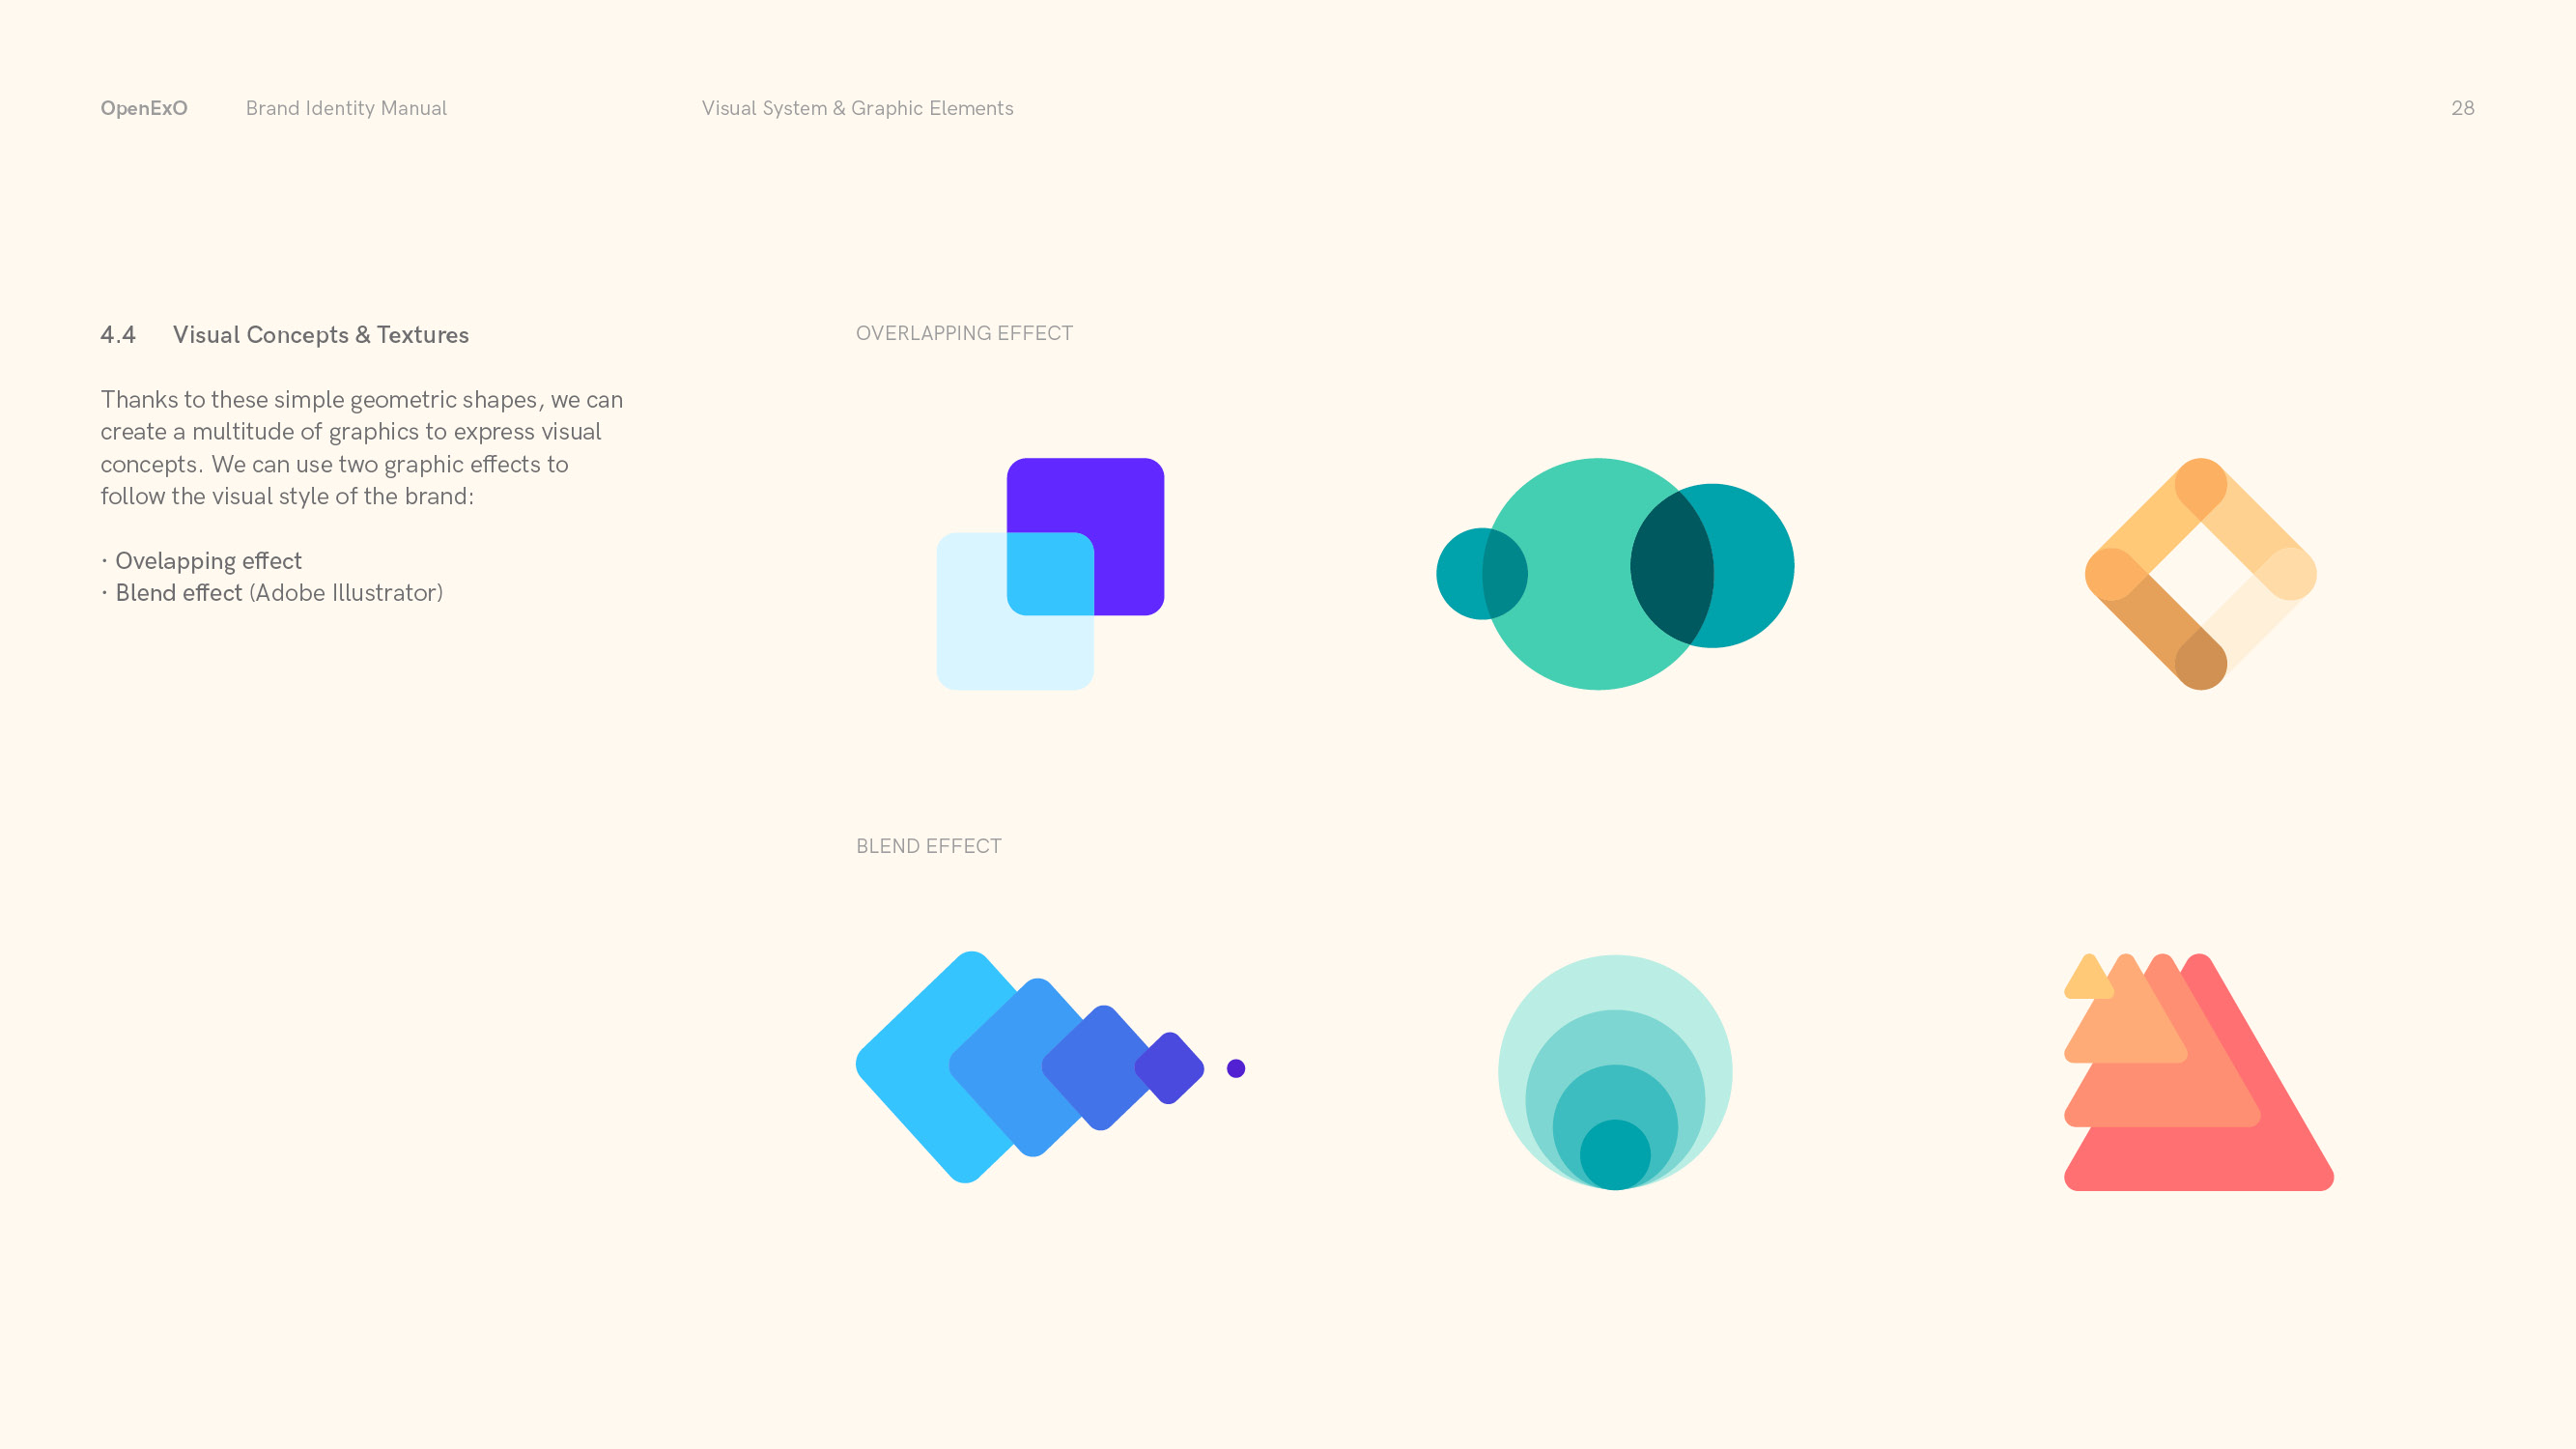 OpenExO Brand Identity Manual Visual System & Graphic Elements 28
4.4 Visual Concepts & Textures
Thanks to these simple geometric shapes, we can
create a multitude of graphics to express visual
concepts. We can use two graphic effects to
follow the visual style of the brand:
· Ovelapping effect
· Blend effect (Adobe Illustrator)
OVERLAPPING EFFECT
BLEND EFFECT